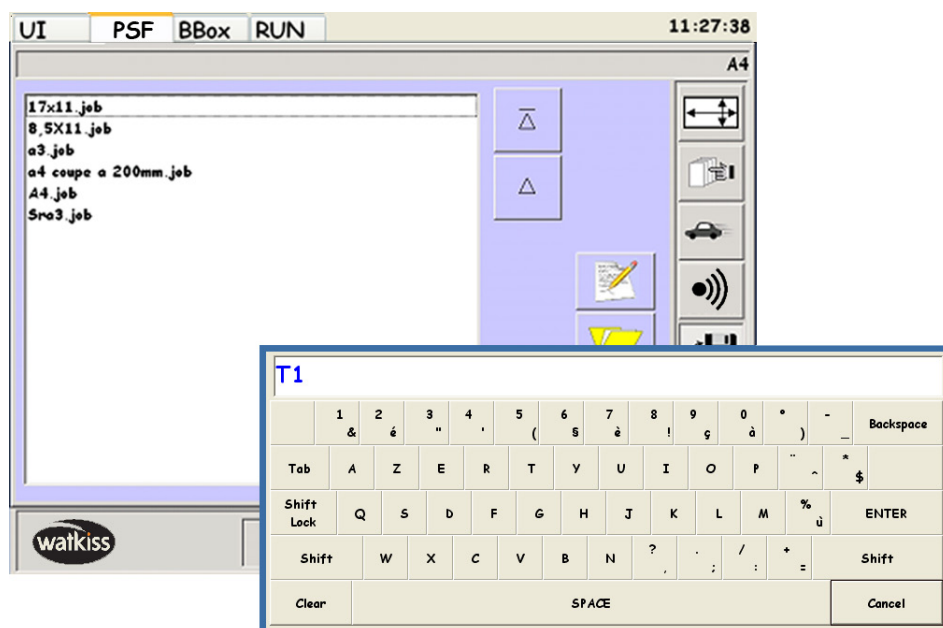 UI PSF BBox RUN 11:27:38
A4
17x11.job
8,5X11.job
a3.job
a4 coupe a 200mm.job
A4.job
Sra3.job
T1
1 & 2 é 3 " 4 ' 5 ( 6 § 7 è 8 ! 9 ç 0 à ° ) - _ Backspace
Tab A Z E R T Y U I O P ¨ ^ * $
Shift Lock Q S D F G H J K L M % ù ENTER
Shift W X C V B N ? , . ; / : + = Shift
Clear SPACE Cancel
watkiss